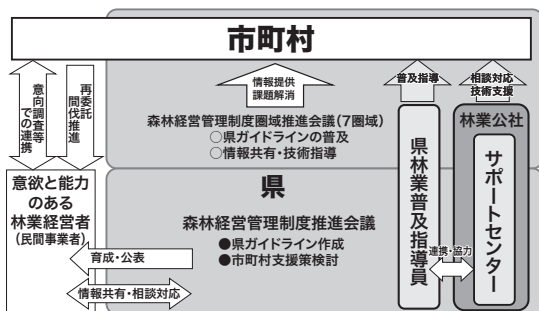 市町村
意向調査等
での連携
再委託
間伐推進
情報提供
課題解消
普及指導
相談対応
技術支援
森林経営管理制度圏域推進会議(7圏域)
○県ガイドラインの普及
○情報共有・技術指導
林業公社
サポートセンター
県林業普及指導員
連携・協力
意欲と能力
のある
林業経営者
(民間事業者)
県
森林経営管理制度推進会議
●県ガイドライン作成
●市町村支援策検討
育成・公表
情報共有・相談対応